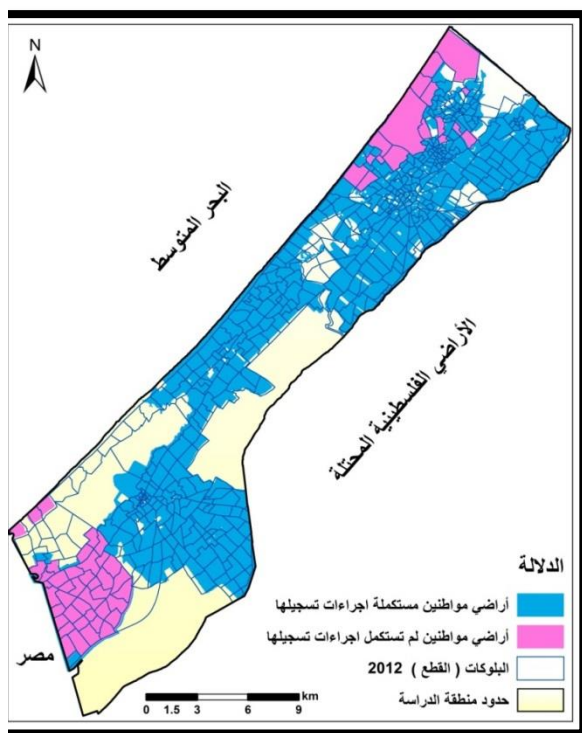 N
البحر المتوسط
الأراضي الفلسطينية المحتلة
مصر
الدلالة
أراضي مواطنين مستكملة اجراءات تسجيلها
أراضي مواطنين لم تستكمل اجراءات تسجيلها
البلوكات ( القطع ) 2012
حدود منطقة الدراسة
km
0 1.5 3 6 9